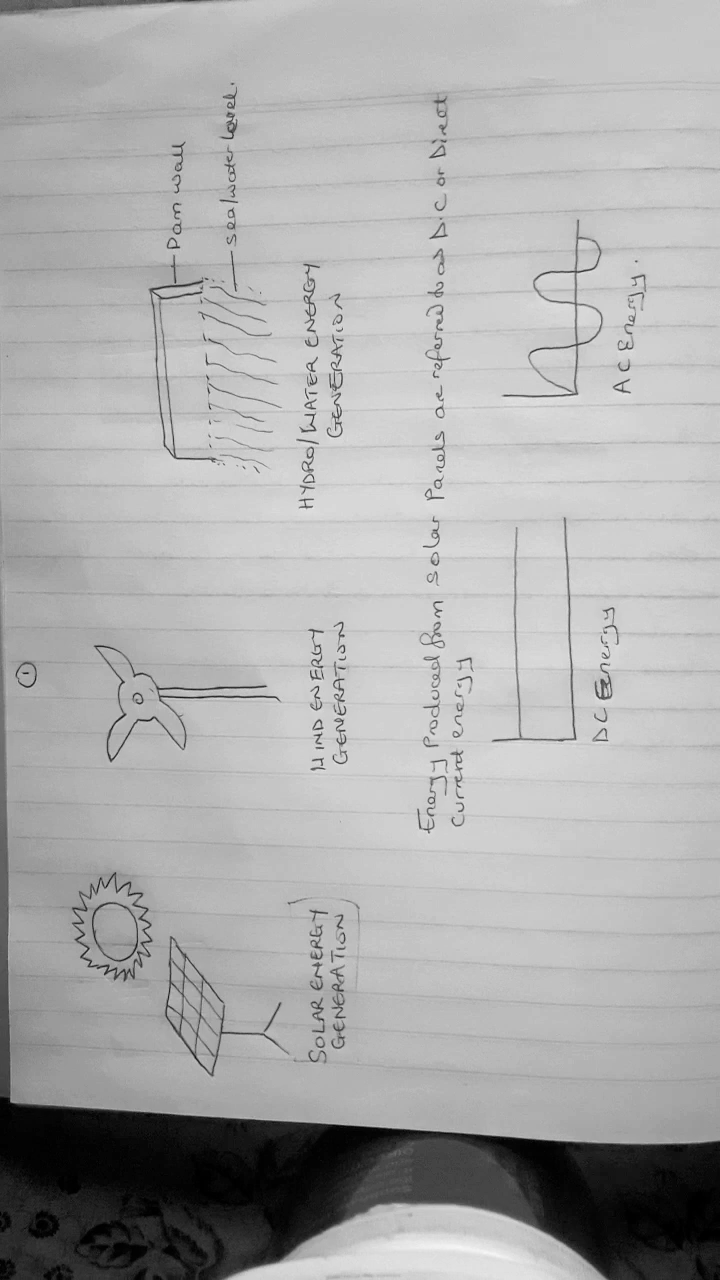 ①
Dam wall
sea/water level.
SOLAR ENERGY
GENERATION
WIND ENERGY
GENERATION
HYDRO/WATER ENERGY
GENERATION
Energy Produced from solar Panels are referred to as D.C or Direct
Current energy
DC Energy
AC Energy.